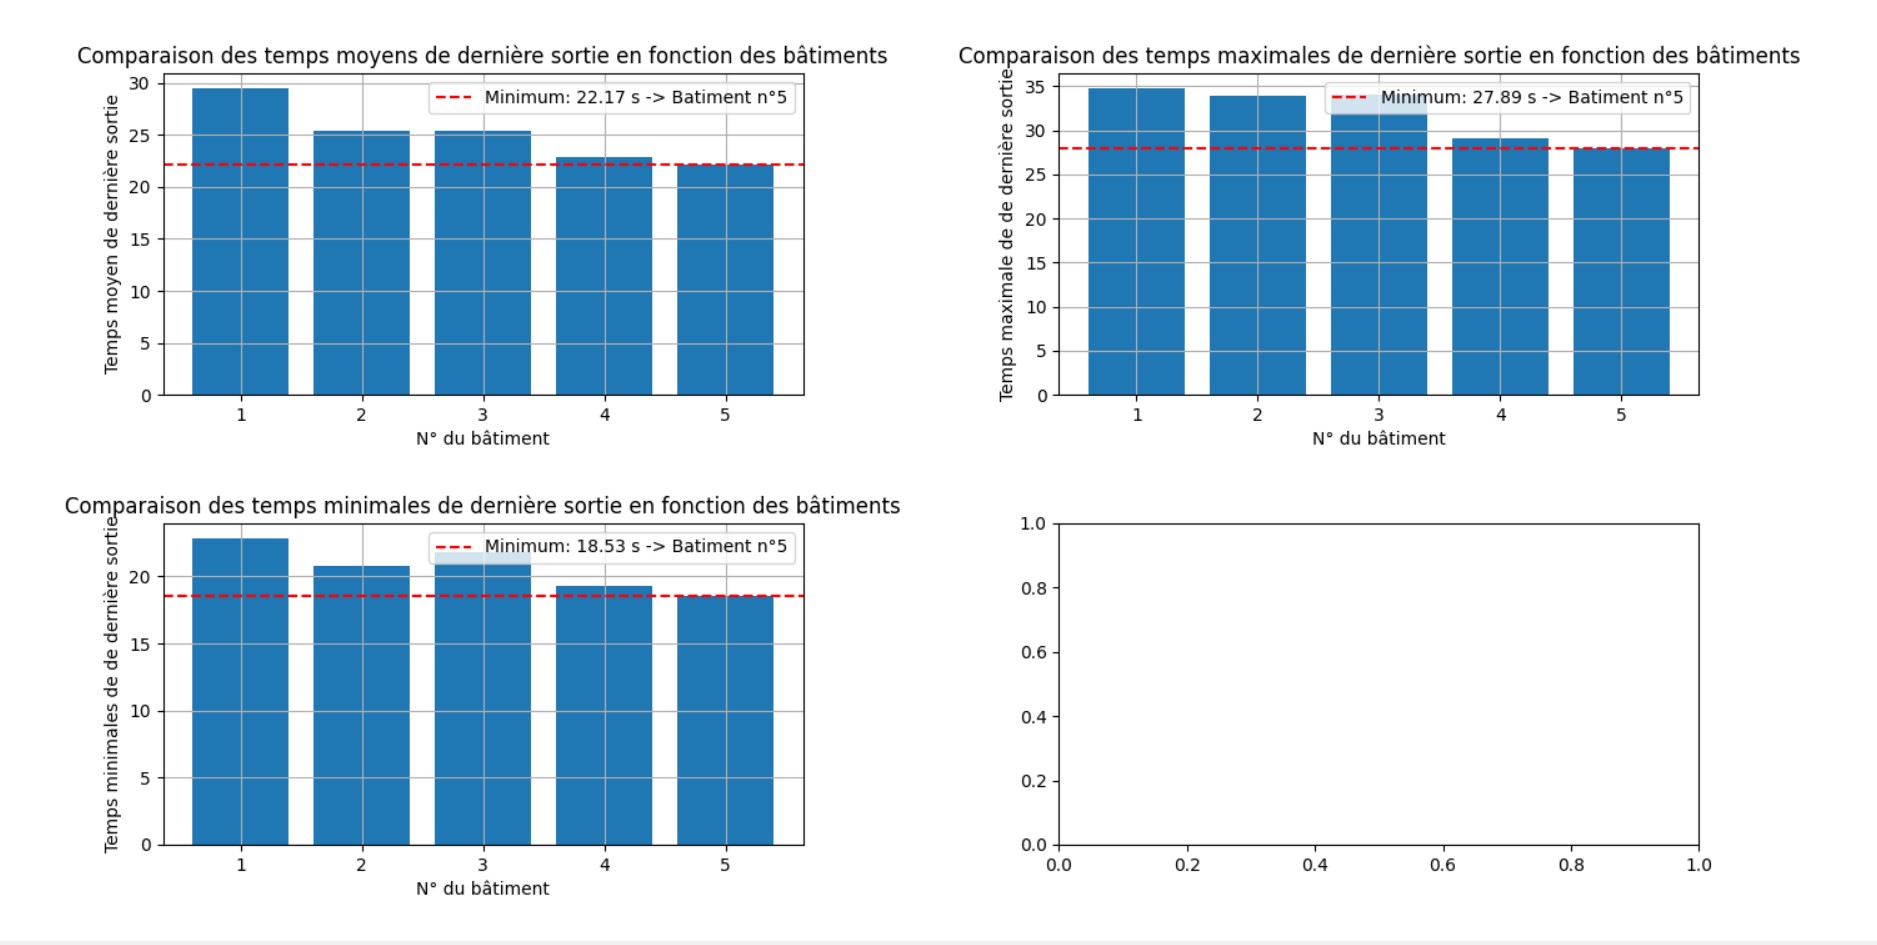 Comparaison des temps moyens de dernière sortie en fonction des bâtiments
Temps moyen de dernière sortie
30
25
20
15
10
5
0
Minimum: 22.17 s -> Batiment n°5
1 2 3 4 5
N° du bâtiment
Comparaison des temps maximales de dernière sortie en fonction des bâtiments
Temps maximale de de dernière sortie
35
30
25
20
15
10
5
0
Minimum: 27.89 s -> Batiment n°5
1 2 3 4 5
N° du bâtiment
Comparaison des temps minimales de dernière sortie en fonction des bâtiments
Temps minimales de de dernière sortie
20
15
10
5
0
Minimum: 18.53 s -> Batiment n°5
1 2 3 4 5
N° du bâtiment
1.0
0.8
0.6
0.4
0.2
0.0
0.0 0.2 0.4 0.6 0.8 1.0